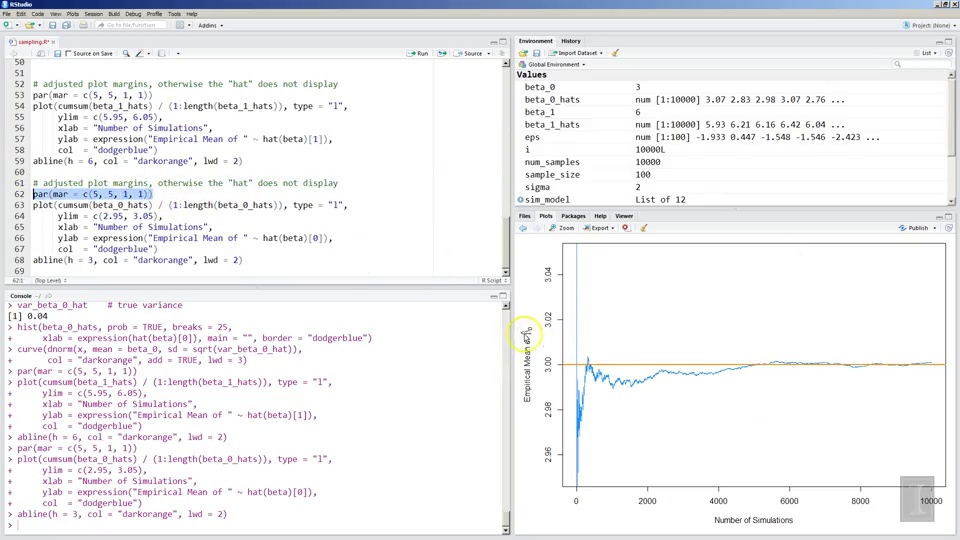 RStudio
File Edit Code View Plots Session Build Debug Profile Tools Help
Go to file/function
Addins
Project: (None)
sampling.R*
Source on Save
Run
Source
50
51
52 # adjusted plot margins, otherwise the "hat" does not display
53 par(mar = c(5, 5, 1, 1))
54 plot(cumsum(beta_1_hats) / (1:length(beta_1_hats)), type = "l",
55 ylim = c(5.95, 6.05),
56 xlab = "Number of Simulations",
57 ylab = expression("Empirical Mean of " ~ hat(beta)[1]),
58 col = "dodgerblue")
59 abline(h = 6, col = "darkorange", lwd = 2)
60
61 # adjusted plot margins, otherwise the "hat" does not display
62 par(mar = c(5, 5, 1, 1))
63 plot(cumsum(beta_0_hats) / (1:length(beta_0_hats)), type = "l",
64 ylim = c(2.95, 3.05),
65 xlab = "Number of Simulations",
66 ylab = expression("Empirical Mean of " ~ hat(beta)[0]),
67 col = "dodgerblue")
68 abline(h = 3, col = "darkorange", lwd = 2)
69
62:1 (Top Level)
R Script
Console ~/
> var_beta_0_hat # true variance
[1] 0.04
> hist(beta_0_hats, prob = TRUE, breaks = 25,
+ xlab = expression(hat(beta)[0]), main = "", border = "dodgerblue")
> curve(dnorm(x, mean = beta_0, sd = sqrt(var_beta_0_hat)),
+ col = "darkorange", add = TRUE, lwd = 3)
> par(mar = c(5, 5, 1, 1))
> plot(cumsum(beta_1_hats) / (1:length(beta_1_hats)), type = "l",
+ ylim = c(5.95, 6.05),
+ xlab = "Number of Simulations",
+ ylab = expression("Empirical Mean of " ~ hat(beta)[1]),
+ col = "dodgerblue")
> abline(h = 6, col = "darkorange", lwd = 2)
> par(mar = c(5, 5, 1, 1))
> plot(cumsum(beta_0_hats) / (1:length(beta_0_hats)), type = "l",
+ ylim = c(2.95, 3.05),
+ xlab = "Number of Simulations",
+ ylab = expression("Empirical Mean of " ~ hat(beta)[0]),
+ col = "dodgerblue")
> abline(h = 3, col = "darkorange", lwd = 2)
>
Environment History
Import Dataset
List
Global Environment
Values
beta_0 3
beta_0_hats num [1:10000] 3.07 2.83 2.98 3.07 2.76 ...
beta_1 6
beta_1_hats num [1:10000] 5.93 6.21 6.16 6.42 6.04 ...
eps num [1:100] -1.933 0.447 -1.548 -1.546 -2.423 ...
i 10000L
num_samples 10000
sample_size 100
sigma 2
sim_model List of 12
Files Plots Packages Help Viewer
Zoom Export
Publish
Empirical Mean
3.04
3.02
3.00
2.98
2.96
0 2000 4000 6000 8000 10000
Number of Simulations
I